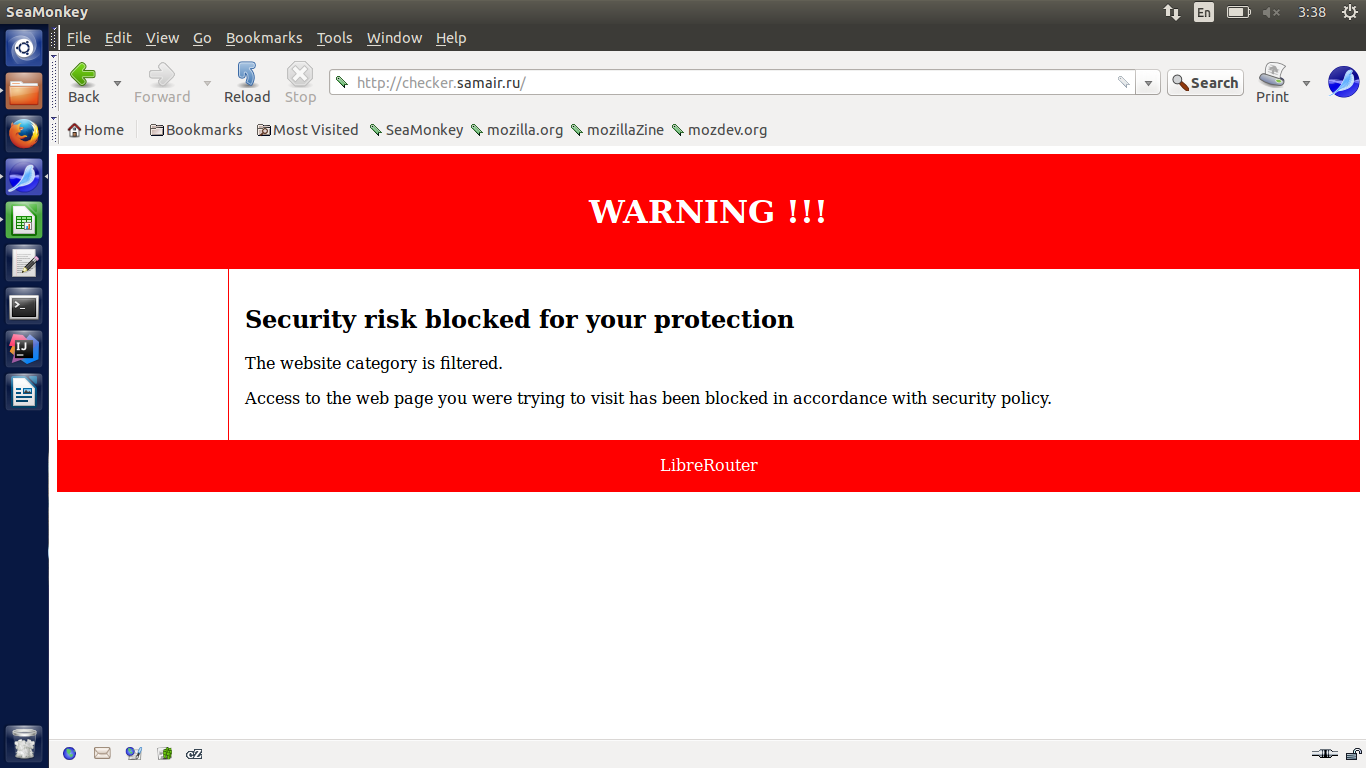 SeaMonkey En 3:38
File Edit View Go Bookmarks Tools Window Help
http://checker.samair.ru/ Search
Back Forward Reload Stop Print
Home Bookmarks Most Visited SeaMonkey mozilla.org mozillaZine mozdev.org
WARNING !!!
Security risk blocked for your protection
The website category is filtered.
Access to the web page you were trying to visit has been blocked in accordance with security policy.
LibreRouter
IJ
cZ